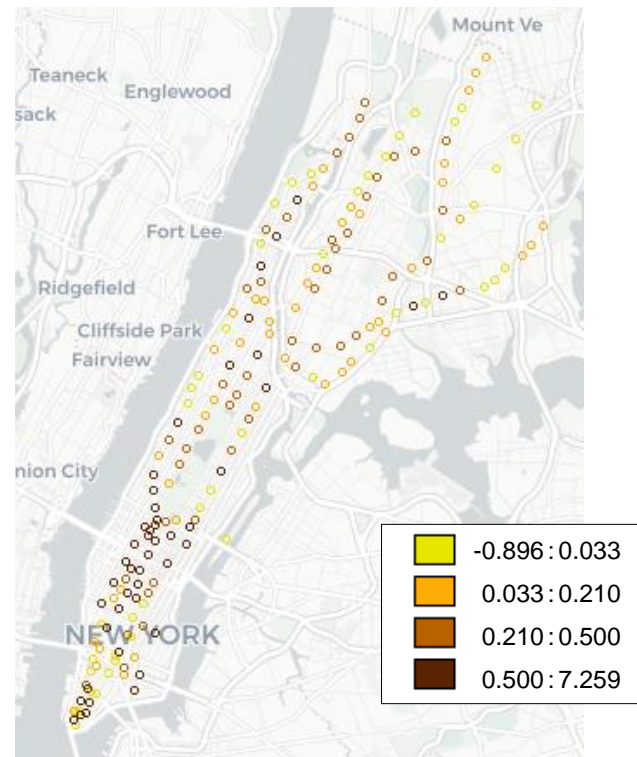 Mount Ve
Teaneck
Englewood
sack
Fort Lee
Ridgefield
Cliffside Park
Fairview
nion City
-0.896 : 0.033
0.033 : 0.210
0.210 : 0.500
0.500 : 7.259
NEW YORK